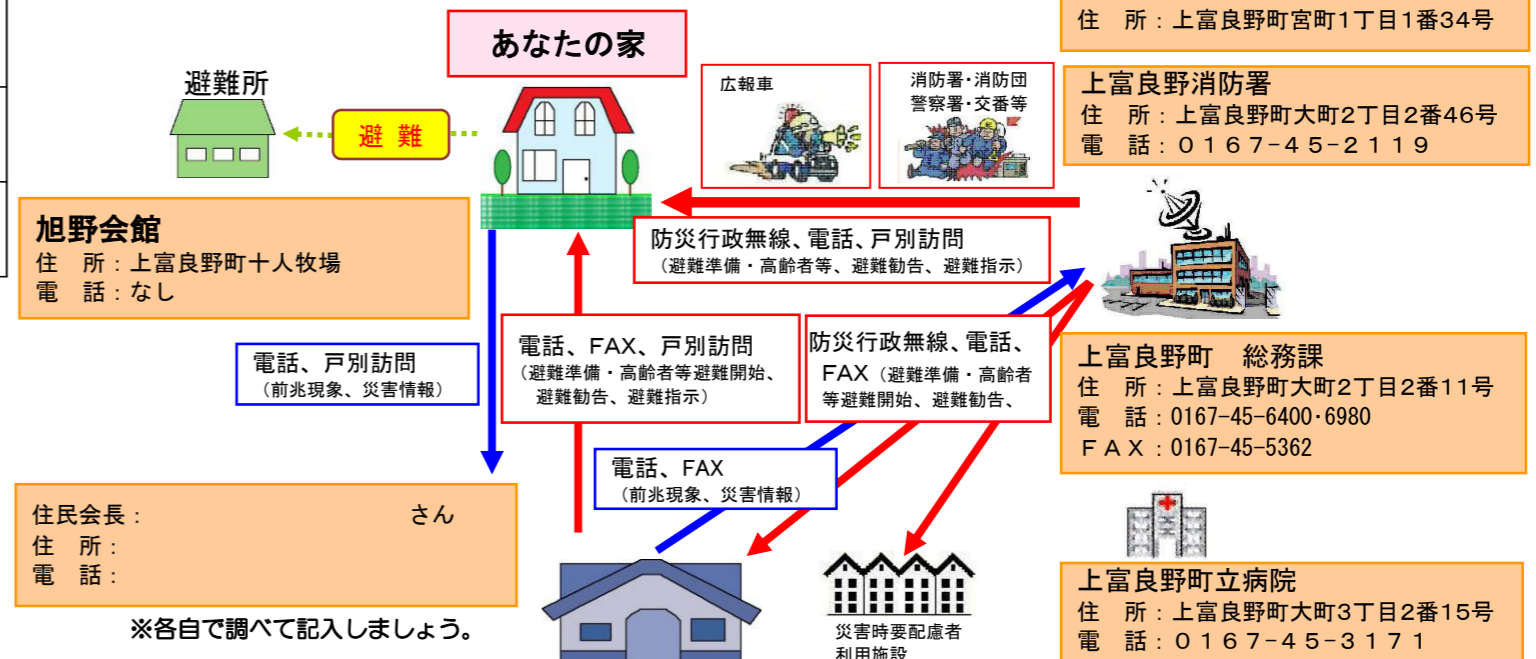 住　所：上富良野町宮町1丁目1番34号
あなたの家
避難所
避 難
広報車
消防署・消防団
警察署・交番等
上富良野消防署
住　所：上富良野町大町2丁目2番46号
電　話：０１６７-４５-２１１９
旭野会館
住　所：上富良野町十人牧場
電　話：なし
防災行政無線、電話、戸別訪問
（避難準備・高齢者等、避難勧告、避難指示）
電話、戸別訪問
（前兆現象、災害情報）
電話、FAX、戸別訪問
（避難準備・高齢者等避難開始、
避難勧告、避難指示）
防災行政無線、電話、
FAX（避難準備・高齢者
等避難開始、避難勧告、
上富良野町　総務課
住　所：上富良野町大町2丁目2番11号
電　話：0167-45-6400・6980
ＦＡＸ：0167-45-5362
電話、FAX
（前兆現象、災害情報）
住民会長：　　　　　　　　　　　さん
住　所：
電　話：
※各自で調べて記入しましょう。
災害時要配慮者
利用施設
上富良野町立病院
住　所：上富良野町大町3丁目2番15号
電　話：０１６７-４５-３１７１